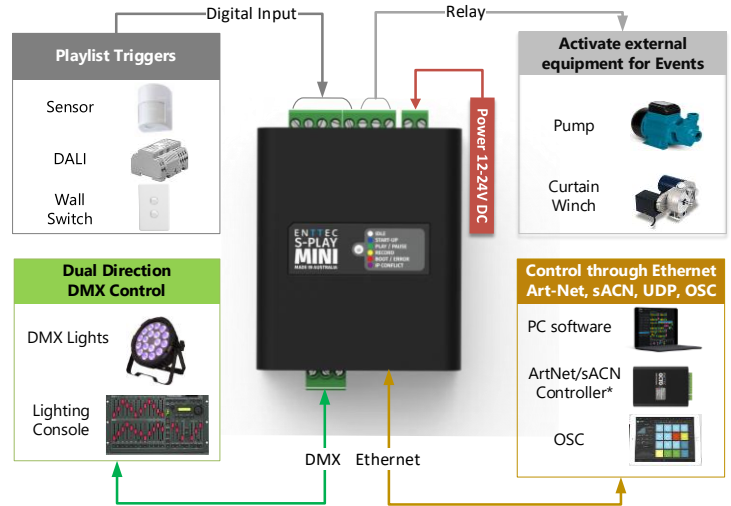 Digital Input
Relay
Playlist Triggers
Sensor
DALI
Wall
Switch
Activate external
equipment for Events
Pump
Curtain
Winch
Power 12-24V DC
ENTTEC
S-PLAY
MINI
MADE IN AUSTRALIA
IDLE
START-UP
PLAY / PAUSE
RECORD
BOOT / ERROR
IP CONFLICT
Dual Direction
DMX Control
DMX Lights
Lighting
Console
Control through Ethernet
Art-Net, sACN, UDP, OSC
PC software
ArtNet/sACN
Controller*
OSC
DMX
Ethernet